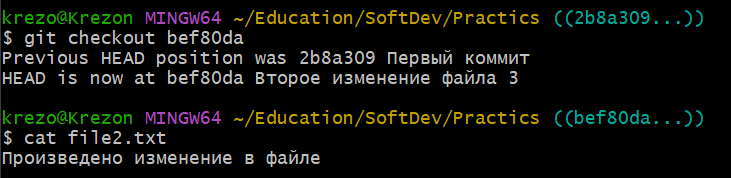 krezo@Krezon MINGW64 ~/Education/SoftDev/Practics ((2b8a309...))
$ git checkout bef80da
Previous HEAD position was 2b8a309 Первый коммит
HEAD is now at bef80da Второе изменение файла 3
krezo@Krezon MINGW64 ~/Education/SoftDev/Practics ((bef80da...))
$ cat file2.txt
Произведено изменение в файле